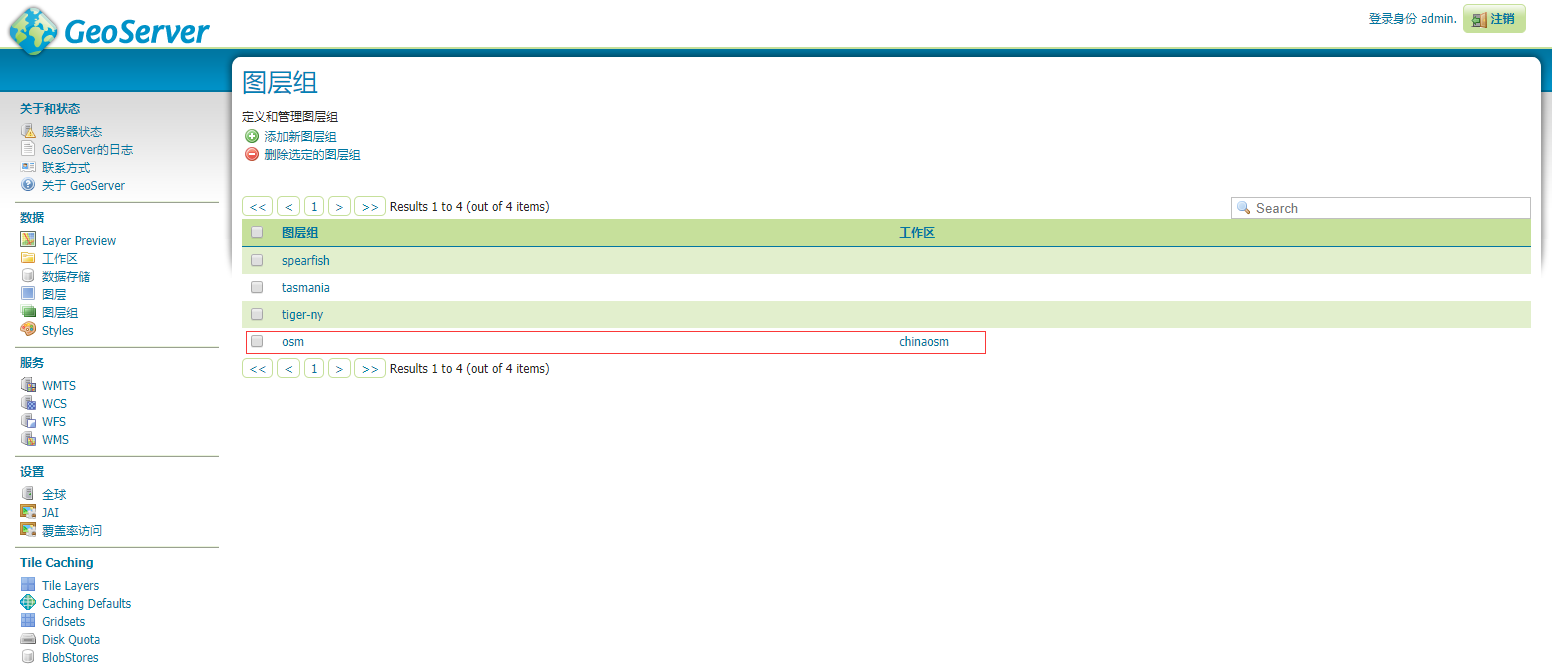 GeoServer
登录身份 admin.
注销
图层组
定义和管理图层组
添加新图层组
删除选定的图层组
<< < 1 > >> Results 1 to 4 (out of 4 items)
Search
图层组 工作区
spearfish
tasmania
tiger-ny
osm chinaosm
<< < 1 > >> Results 1 to 4 (out of 4 items)
关于和状态
服务器状态
GeoServer的日志
联系方式
关于 GeoServer
数据
Layer Preview
工作区
数据存储
图层
图层组
Styles
服务
WMTS
WCS
WFS
WMS
设置
全球
JAI
覆盖率访问
Tile Caching
Tile Layers
Caching Defaults
Gridsets
Disk Quota
BlobStores